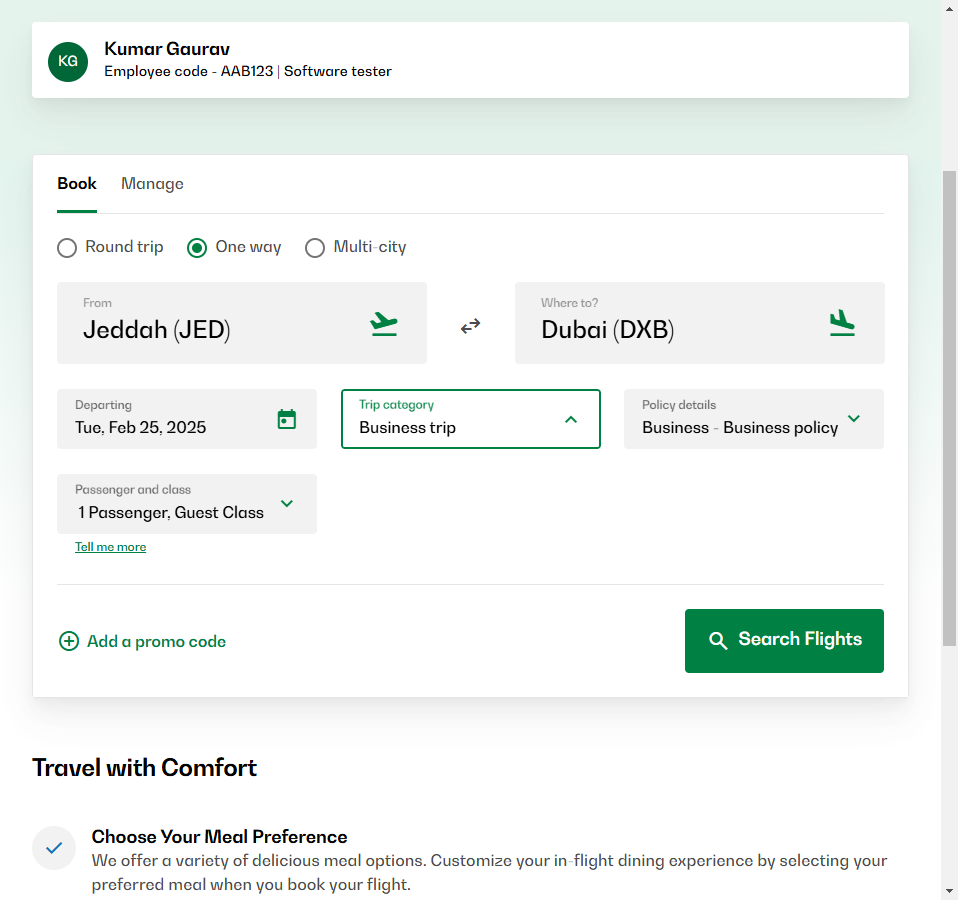 KG
Kumar Gaurav
Employee code - AAB123 | Software tester
Book Manage
Round trip One way Multi-city
From
Jeddah (JED)
Where to?
Dubai (DXB)
Departing
Tue, Feb 25, 2025
Trip category
Business trip
Policy details
Business - Business policy
Passenger and class
1 Passenger, Guest Class
Tell me more
Add a promo code
Search Flights
Travel with Comfort
Choose Your Meal Preference
We offer a variety of delicious meal options. Customize your in-flight dining experience by selecting your
preferred meal when you book your flight.